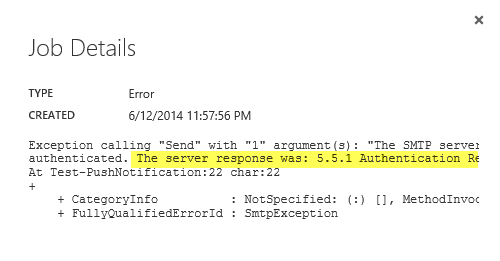 Job Details
TYPE Error
CREATED 6/12/2014 11:57:56 PM
Exception calling "Send" with "1" argument(s): "The SMTP server
authenticated. The server response was: 5.5.1 Authentication Re
At Test-PushNotification:22 char:22
+
+ CategoryInfo : NotSpecified: (:) [], MethodInvoc
+ FullyQualifiedErrorId : SmtpException